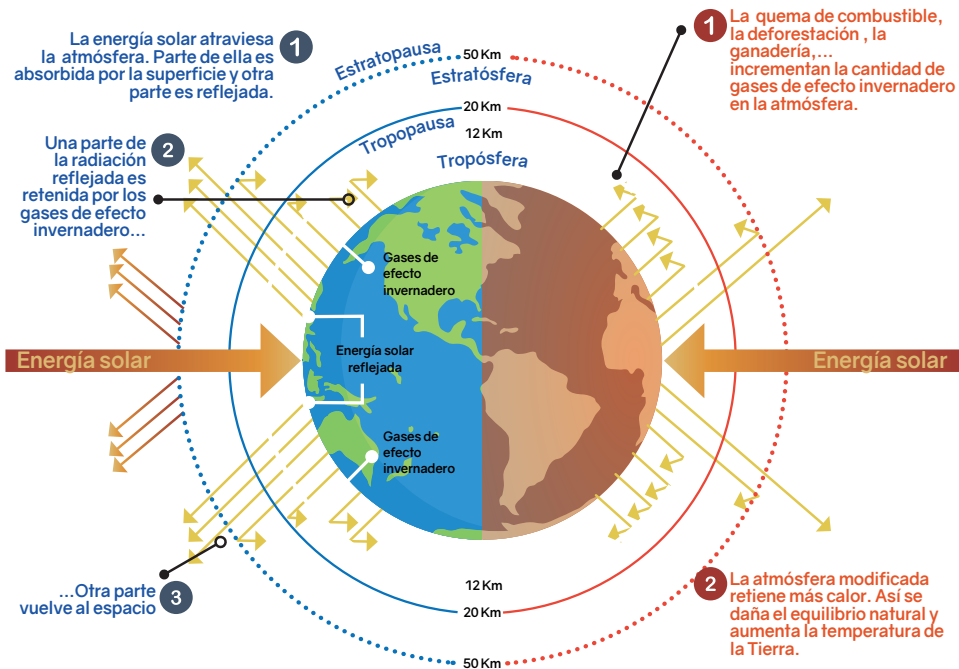 1
La energía solar atraviesa
la atmósfera. Parte de ella es
absorbida por la superficie y otra
parte es reflejada.
2
Una parte de
la radiación
reflejada es
retenida por los
gases de efecto
invernadero...
Estratopausa
50 Km
Estratósfera
20 Km
Tropopausa
12 Km
Tropósfera
1
La quema de combustible,
la deforestación , la
ganadería,...
incrementan la cantidad de
gases de efecto invernadero
en la atmósfera.
Gases de
efecto
invernadero
Energía solar
Energía solar
reflejada
Energía solar
Gases de
efecto
invernadero
3
...Otra parte
vuelve al espacio
12 Km
20 Km
50 Km
2
La atmósfera modificada
retiene más calor. Así se
daña el equilibrio natural y
aumenta la temperatura de
la Tierra.